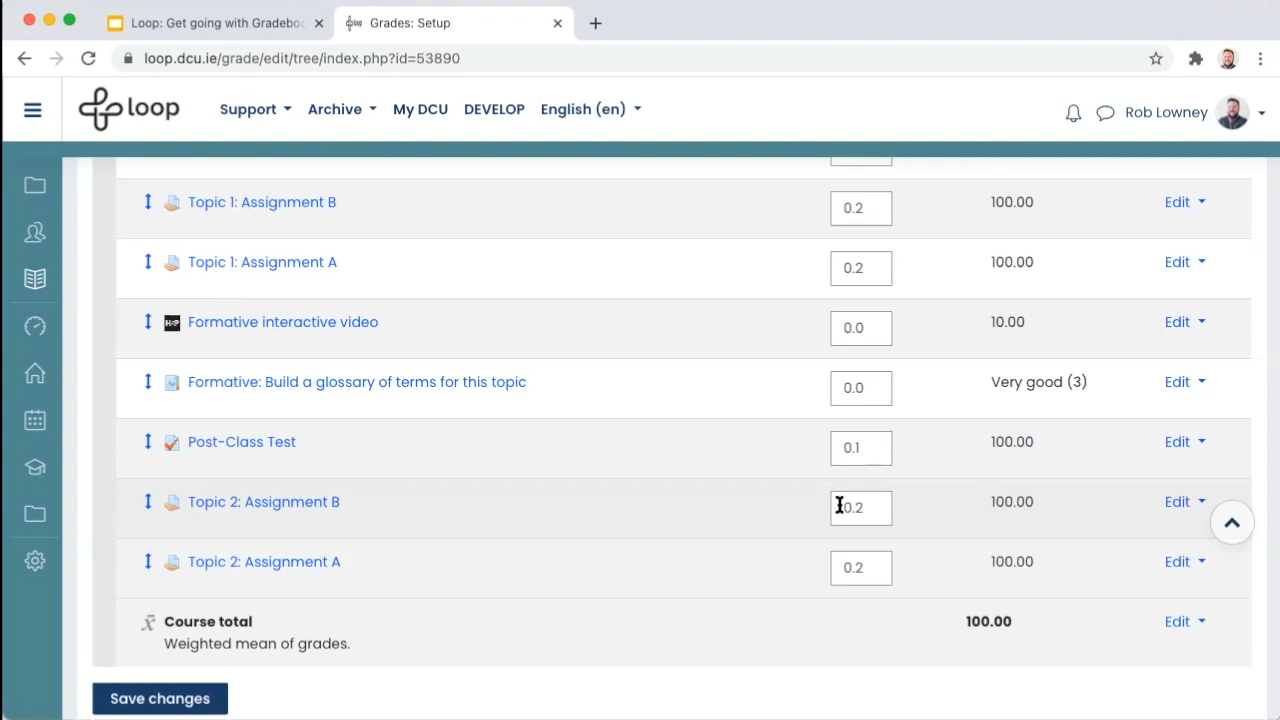 Loop: Get going with Gradeboo
Grades: Setup
loop.dcu.ie/grade/edit/tree/index.php?id=53890
loop
Support
Archive
My DCU
DEVELOP
English (en)
Rob Lowney
Topic 1: Assignment B
0.2
100.00
Edit
Topic 1: Assignment A
0.2
100.00
Edit
H5P
Formative interactive video
0.0
10.00
Edit
Formative: Build a glossary of terms for this topic
0.0
Very good (3)
Edit
Post-Class Test
0.1
100.00
Edit
Topic 2: Assignment B
0.2
100.00
Edit
Topic 2: Assignment A
0.2
100.00
Edit
Course total
100.00
Edit
Weighted mean of grades.
Save changes